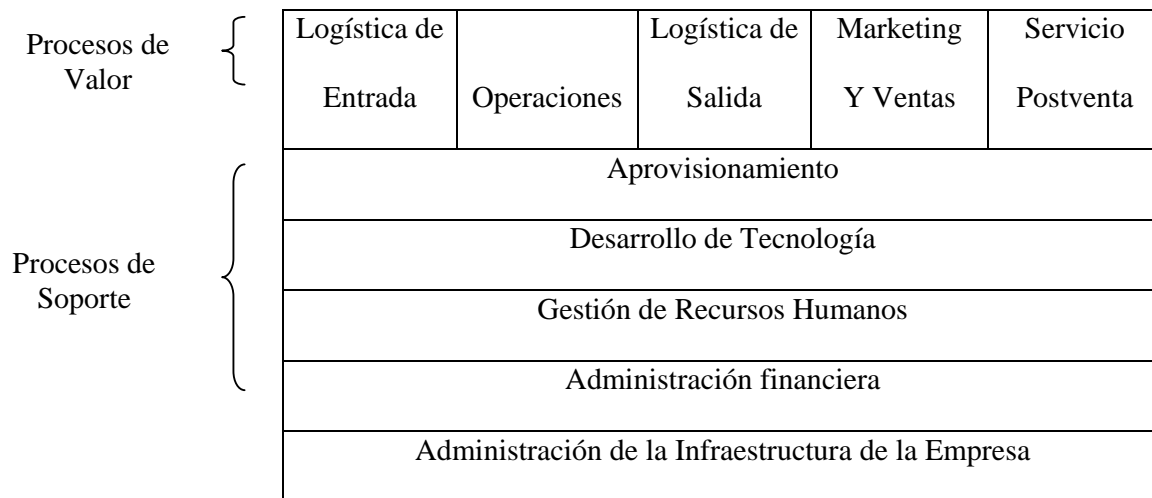 Procesos de
Valor
Logística de
Entrada
Operaciones
Logística de
Salida
Marketing
Y Ventas
Servicio
Postventa
Procesos de
Soporte
Aprovisionamiento
Desarrollo de Tecnología
Gestión de Recursos Humanos
Administración financiera
Administración de la Infraestructura de la Empresa